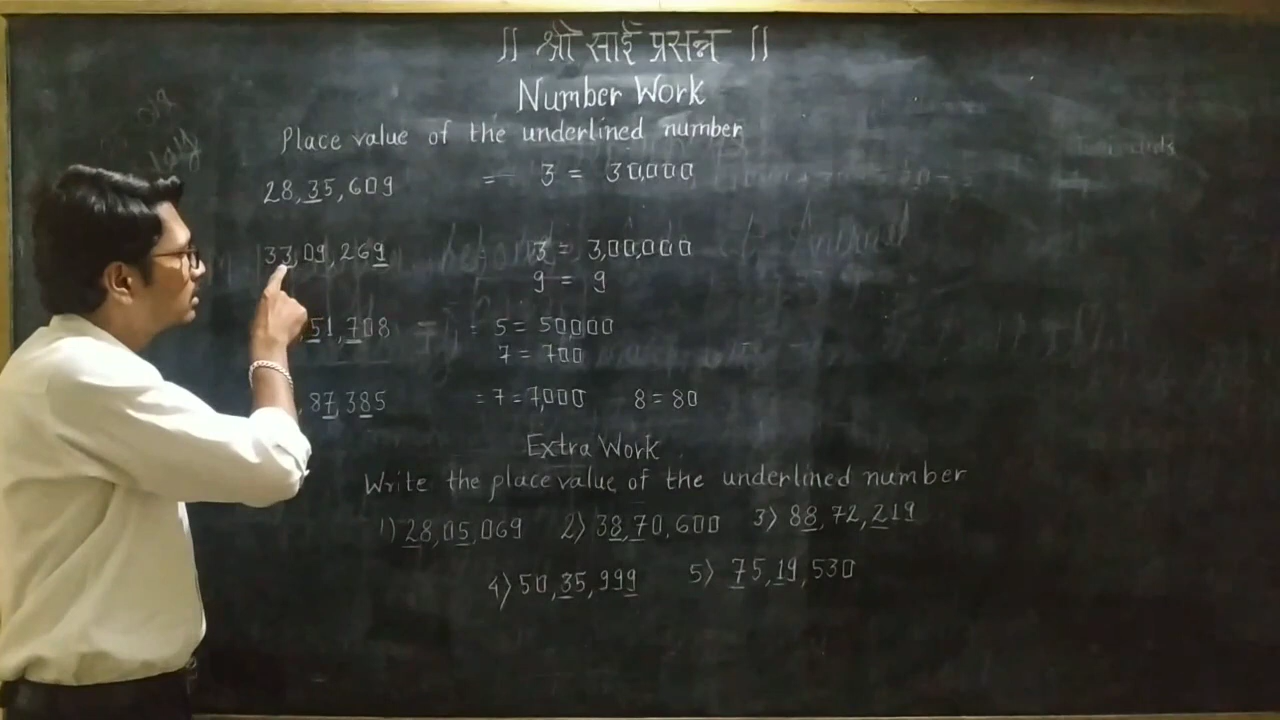 ॥ श्री साई प्रसन्न ॥
Number Work
Place value of the underlined number
28,35,609 = 3 = 30,000
33,09,269 = 3 = 3,00,000
9 = 9
,51,708 = = 5 = 50,000
7 = 700
,87,385 = 7 = 7,000 8 = 80
Extra Work
Write the place value of the underlined number
1) 28,05,069 2) 38,70,600 3) 88,72,219
4) 50,35,999 5) 75,19,530